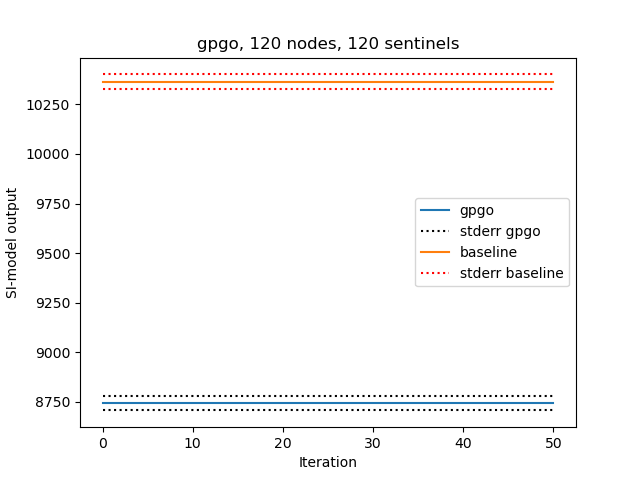 gpgo, 120 nodes, 120 sentinels
10250
10000
9750
9500
9250
9000
8750
SI-model output
gpgo
stderr gpgo
baseline
stderr baseline
0
10
20
30
40
50
Iteration